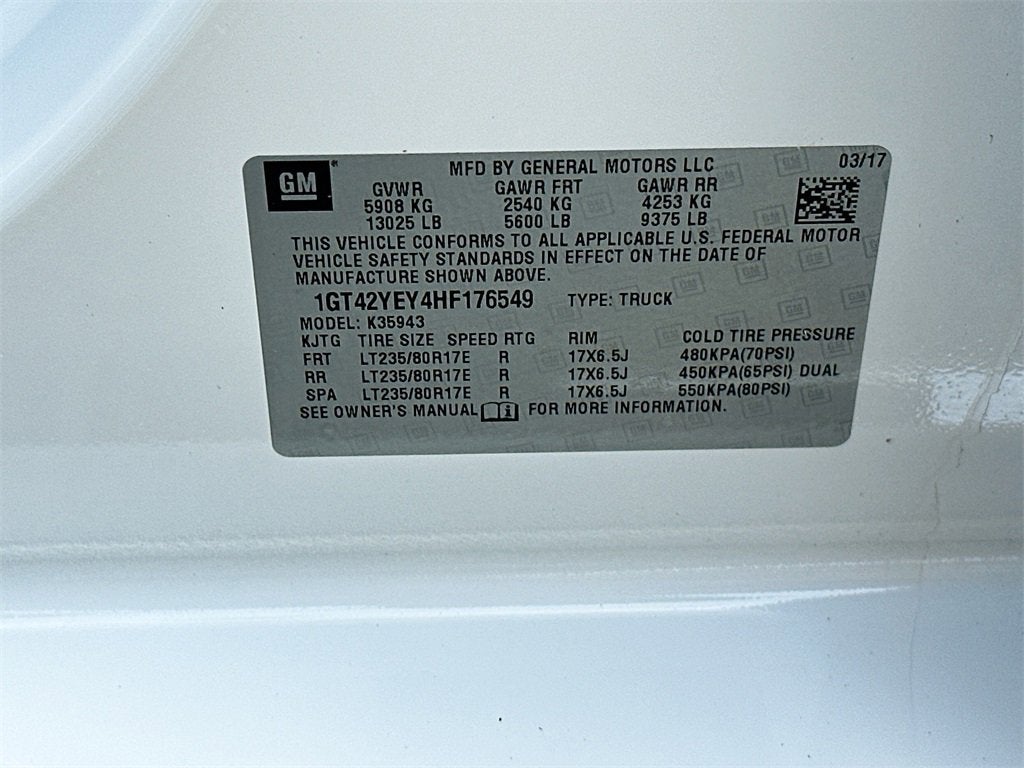 GM
MFD BY GENERAL MOTORS LLC 03/17
GVWR GAWR FRT GAWR RR
5908 KG 2540 KG 4253 KG
13025 LB 5600 LB 9375 LB
THIS VEHICLE CONFORMS TO ALL APPLICABLE U.S. FEDERAL MOTOR
VEHICLE SAFETY STANDARDS IN EFFECT ON THE DATE OF
MANUFACTURE SHOWN ABOVE.
1GT42YEY4HF176549 TYPE: TRUCK
MODEL: K35943
KJTG TIRE SIZE SPEED RTG RIM COLD TIRE PRESSURE
FRT LT235/80R17E R 17X6.5J 480KPA(70PSI)
RR LT235/80R17E R 17X6.5J 450KPA(65PSI) DUAL
SPA LT235/80R17E R 17X6.5J 550KPA(80PSI)
SEE OWNER'S MANUAL i FOR MORE INFORMATION.